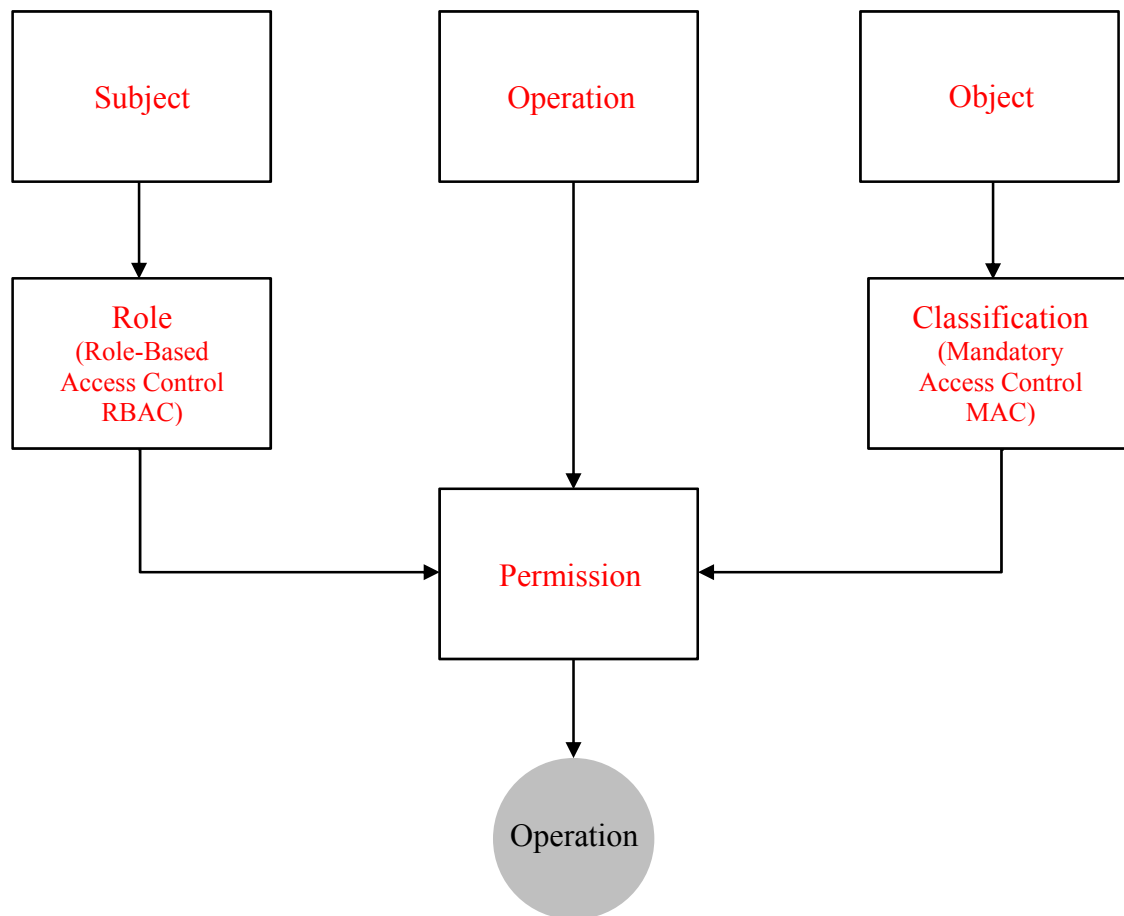 Subject
Operation
Object
Role
(Role-Based
Access Control
RBAC)
Classification
(Mandatory
Access Control
MAC)
Permission
Operation